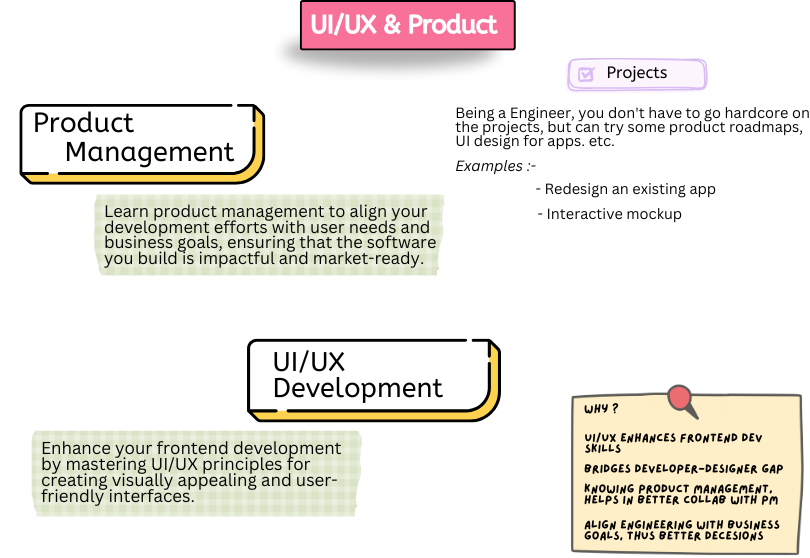 UI/UX & Product
Projects
Being a Engineer, you don't have to go hardcore on
the projects, but can try some product roadmaps,
UI design for apps. etc.
Examples :-
- Redesign an existing app
- Interactive mockup
Product
Management
Learn product management to align your
development efforts with user needs and
business goals, ensuring that the software
you build is impactful and market-ready.
UI/UX
Development
Enhance your frontend development
by mastering UI/UX principles for
creating visually appealing and user-
friendly interfaces.
WHY ?
UI/UX ENHANCES FRONTEND DEV
SKILLS
BRIDGES DEVELOPER-DESIGNER GAP
KNOWING PRODUCT MANAGEMENT,
HELPS IN BETTER COLLAB WITH PM
ALIGN ENGINEERING WITH BUSINESS
GOALS, THUS BETTER DECESIONS